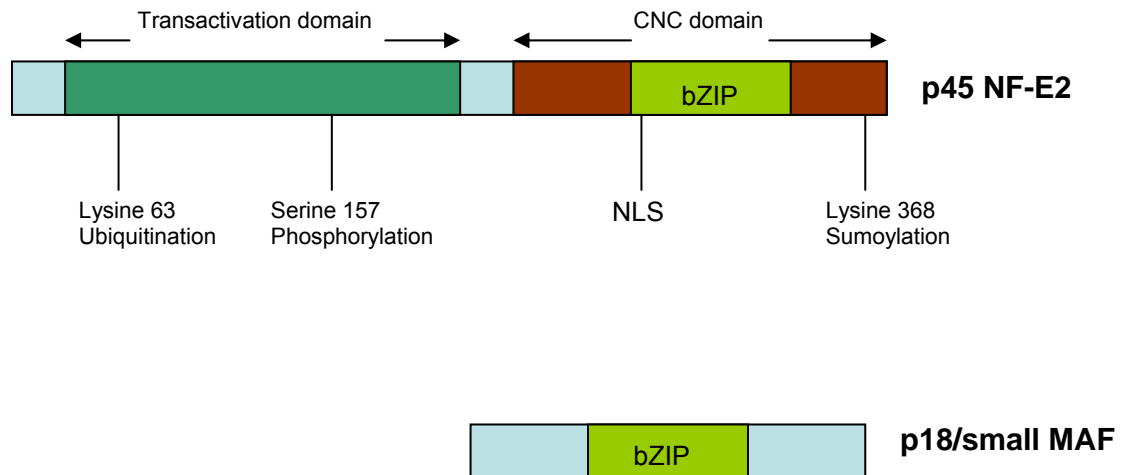 Transactivation domain
CNC domain
bZIP
p45 NF-E2
Lysine 63
Ubiquitination
Serine 157
Phosphorylation
NLS
Lysine 368
Sumoylation
bZIP
p18/small MAF